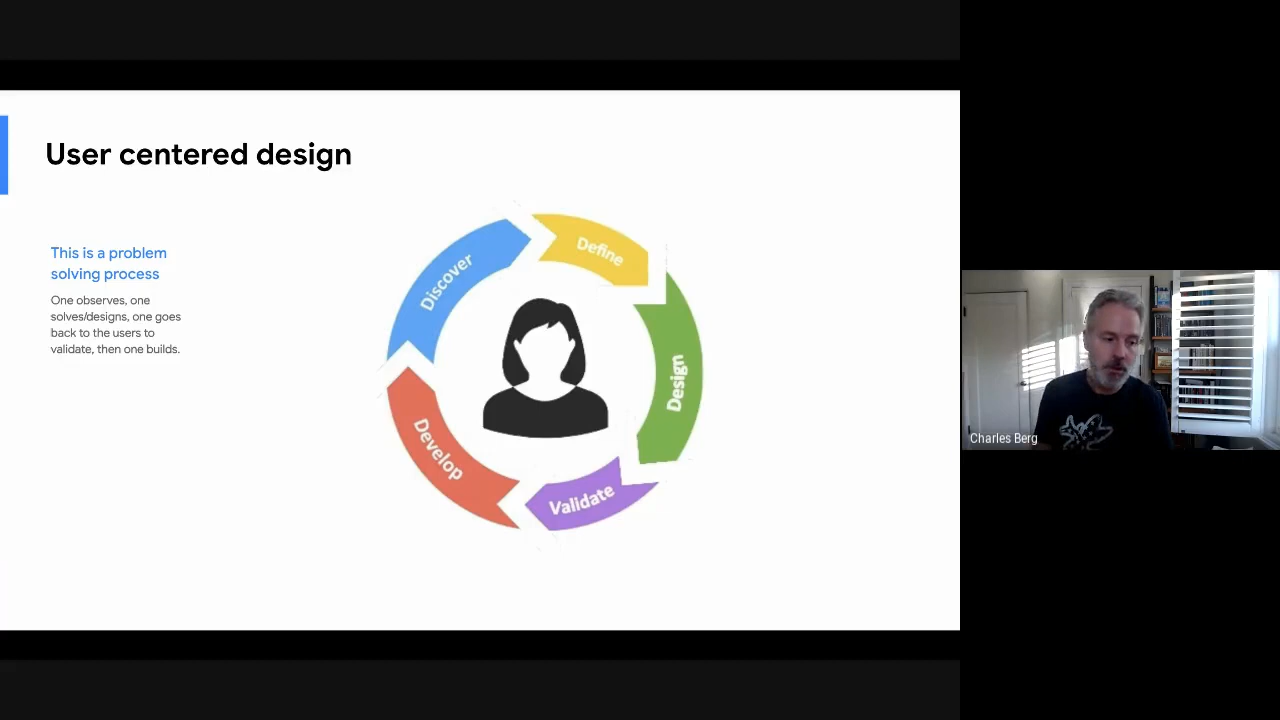 User centered design
This is a problem
solving process
One observes, one
solves/designs, one goes
back to the users to
validate, then one builds.
Discover
Define
Design
Validate
Develop
Charles Berg